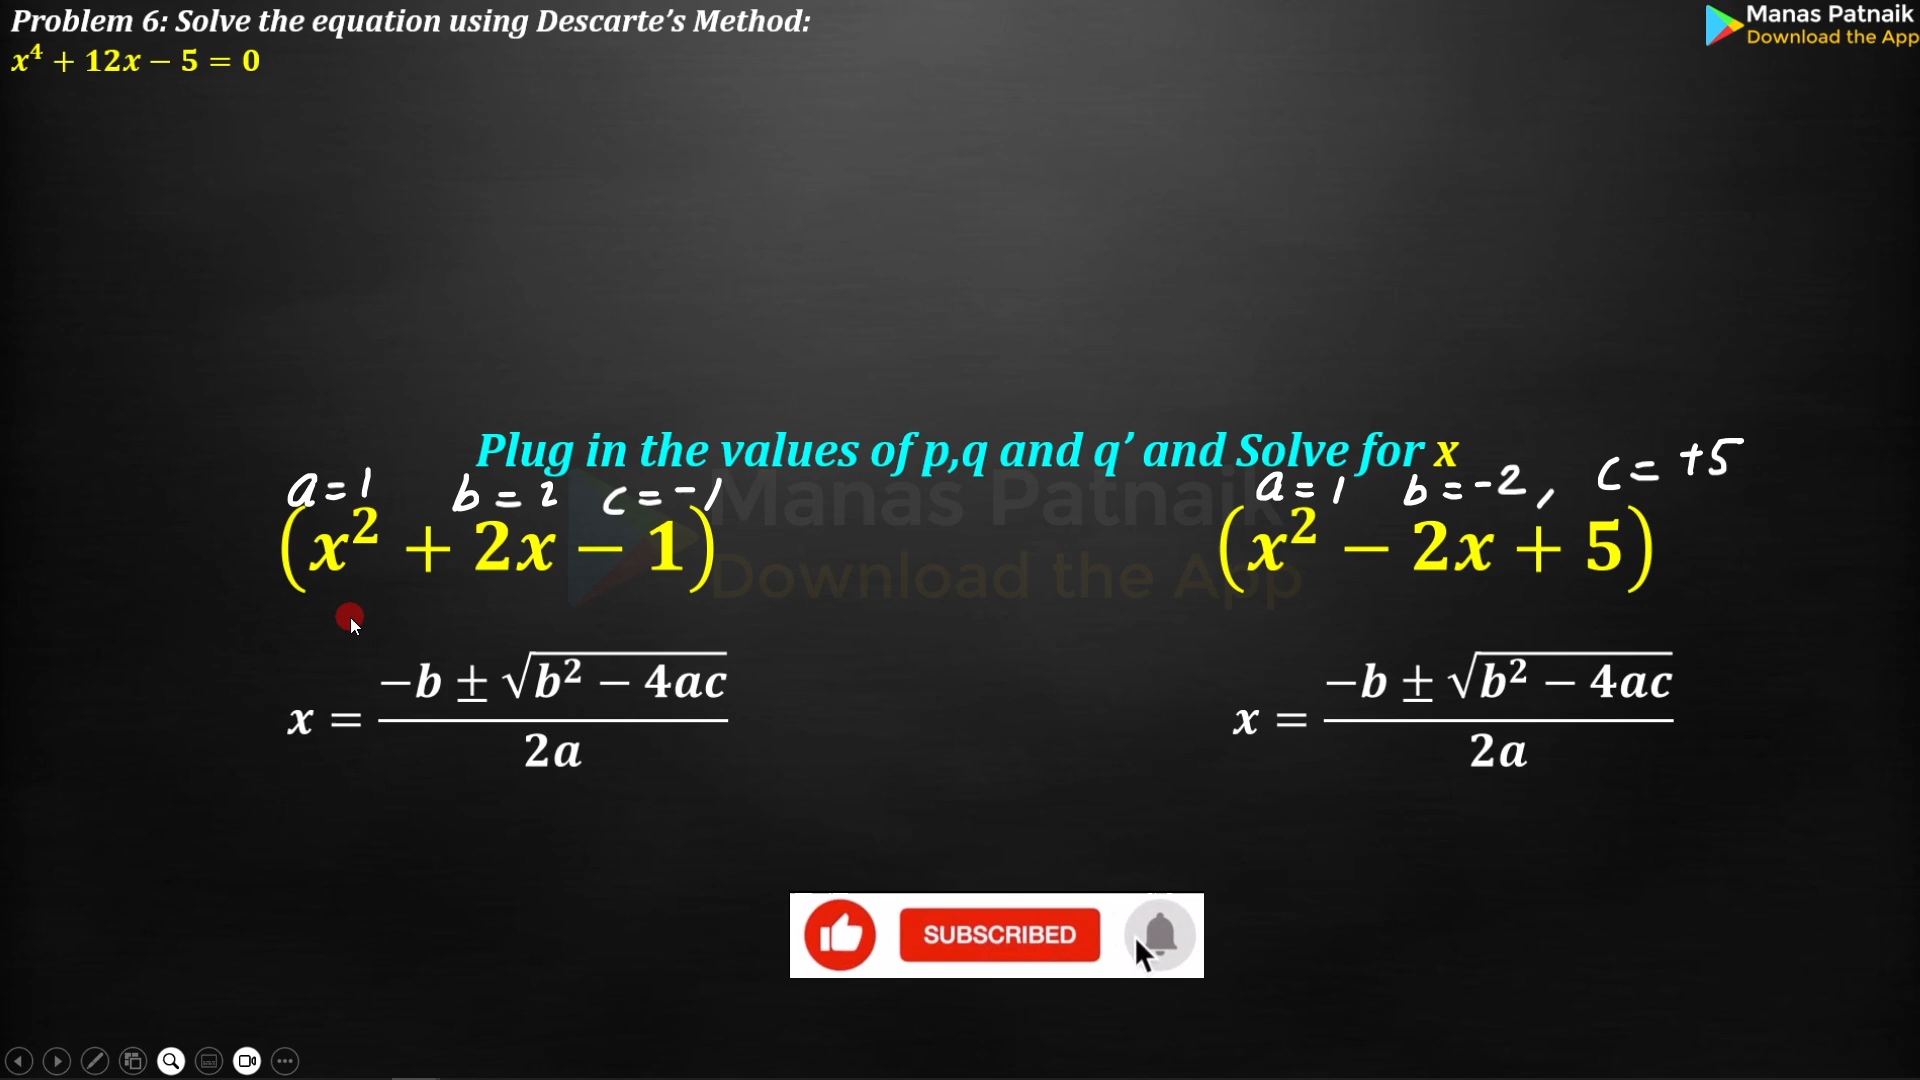 Problem 6: Solve the equation using Descarte's Method:
x⁴ + 12x − 5 = 0
Manas Patnaik
Download the App
Plug in the values of p,q and q' and Solve for x
a = 1 b = 2 c = -1
a = 1 b = -2, c = +5
(x² + 2x − 1)
(x² − 2x + 5)
Manas Patnaik
Download the App
x = (−b ± √(b² − 4ac)) / 2a
x = (−b ± √(b² − 4ac)) / 2a
SUBSCRIBED